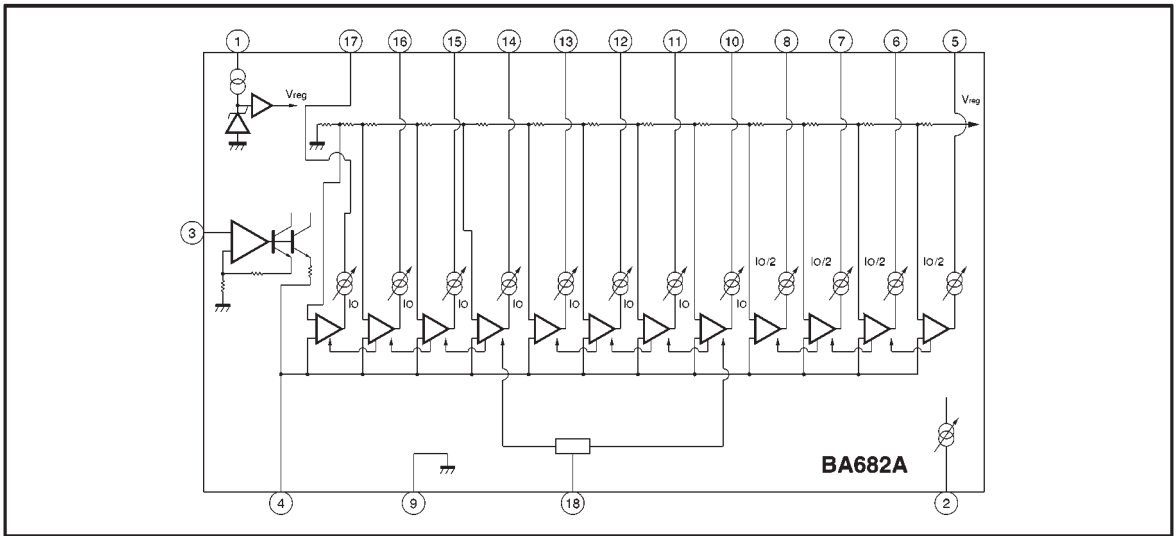 1 17 16 15 14 13 12 11 10 8 7 6 5
Vreg
Vreg
3
IO/2 IO/2 IO/2 IO/2
IO IO IO IO IO IO IO IO
BA682A
4 9 18 2